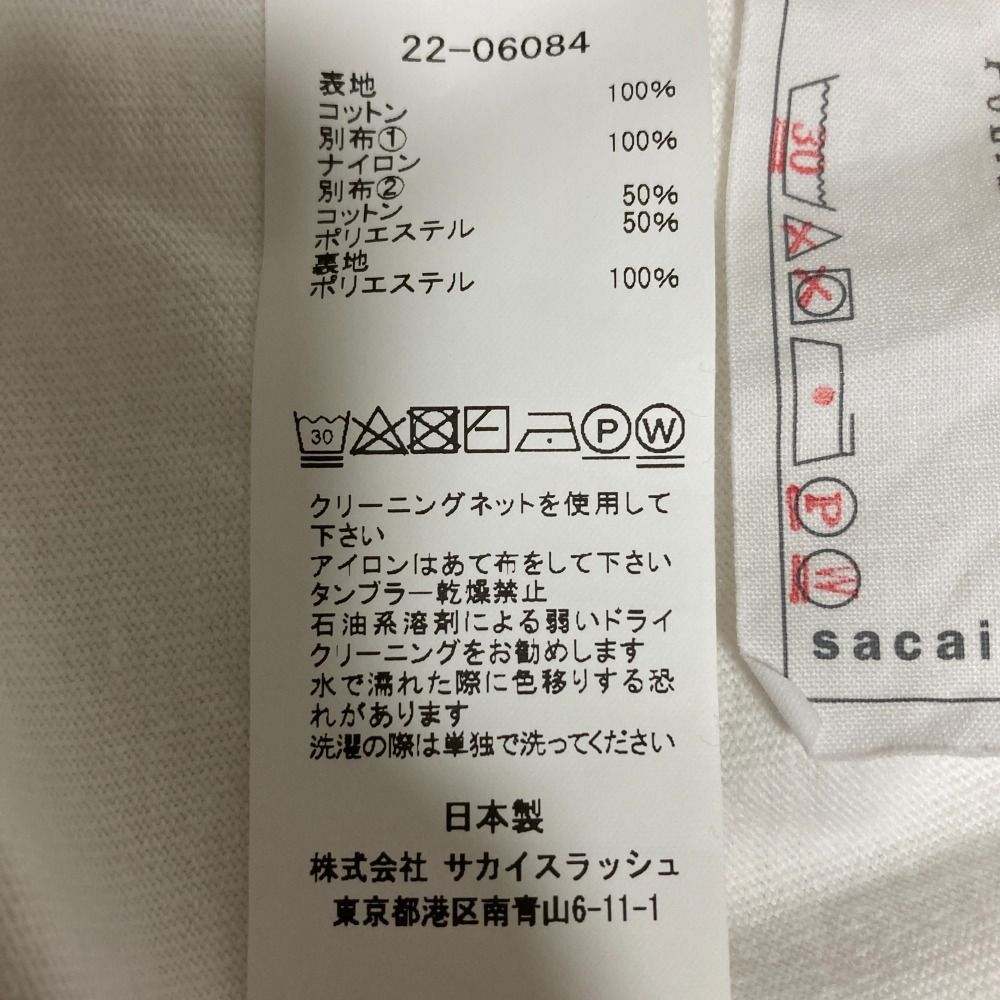 22-06084
表地
コットン 100%
別布①
ナイロン 100%
別布②
コットン 50%
ポリエステル 50%
裏地
ポリエステル 100%
30
P W
クリーニングネットを使用して
下さい
アイロンはあて布をして下さい
タンブラー乾燥禁止
石油系溶剤による弱いドライ
クリーニングをお勧めします
水で濡れた際に色移りする恐
れがあります
洗濯の際は単独で洗ってください
日本製
株式会社 サカイスラッシュ
東京都港区南青山6-11-1
30
P
W
sacai